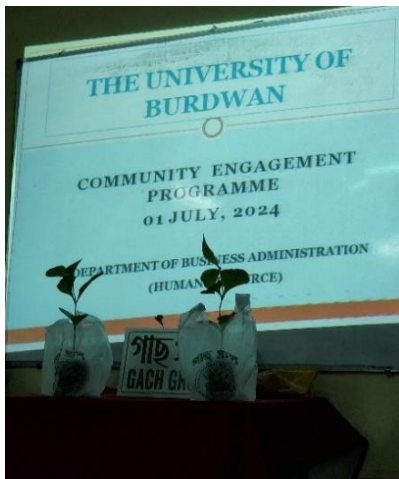 THE UNIVERSITY OF
BURDWAN
COMMUNITY ENGAGEMENT
PROGRAMME
01 JULY, 2024
DEPARTMENT OF BUSINESS ADMINISTRATION
(HUMAN
গাছ
GACH